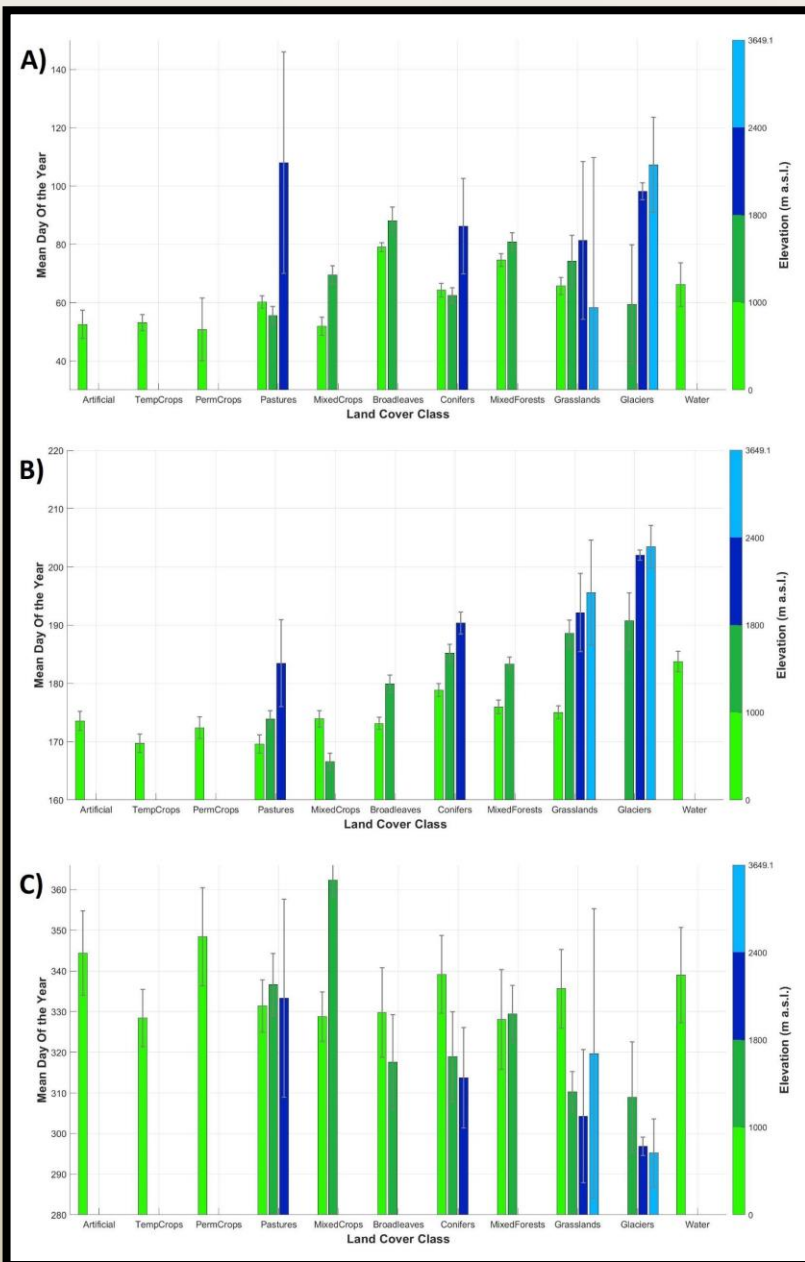 A)
140
120
100
80
60
40
Mean Day Of the Year
Artificial TempCrops PermCrops Pastures MixedCrops Broadleaves Conifers MixedForests Grasslands Glaciers Water
Land Cover Class
3649.1
2400
1800
1000
0
Elevation (m a.s.l.)
B)
220
210
200
190
180
170
160
Mean Day Of the Year
Artificial TempCrops PermCrops Pastures MixedCrops Broadleaves Conifers MixedForests Grasslands Glaciers Water
Land Cover Class
3649.1
2400
1800
1000
0
Elevation (m a.s.l.)
C)
360
350
340
330
320
310
300
290
280
Mean Day Of the Year
Artificial TempCrops PermCrops Pastures MixedCrops Broadleaves Conifers MixedForests Grasslands Glaciers Water
Land Cover Class
3649.1
2400
1800
1000
0
Elevation (m a.s.l.)